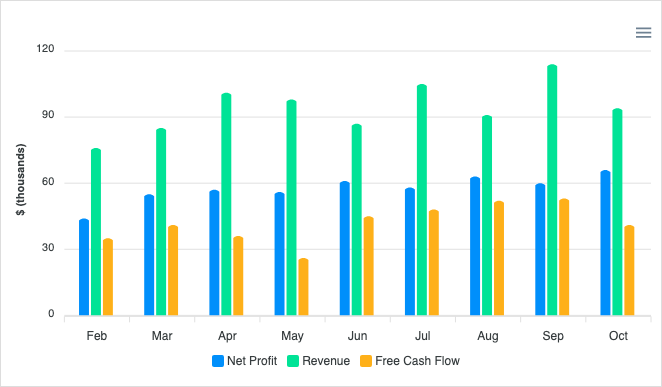 120
90
60
30
0
$ (thousands)
Feb Mar Apr May Jun Jul Aug Sep Oct
Net Profit Revenue Free Cash Flow